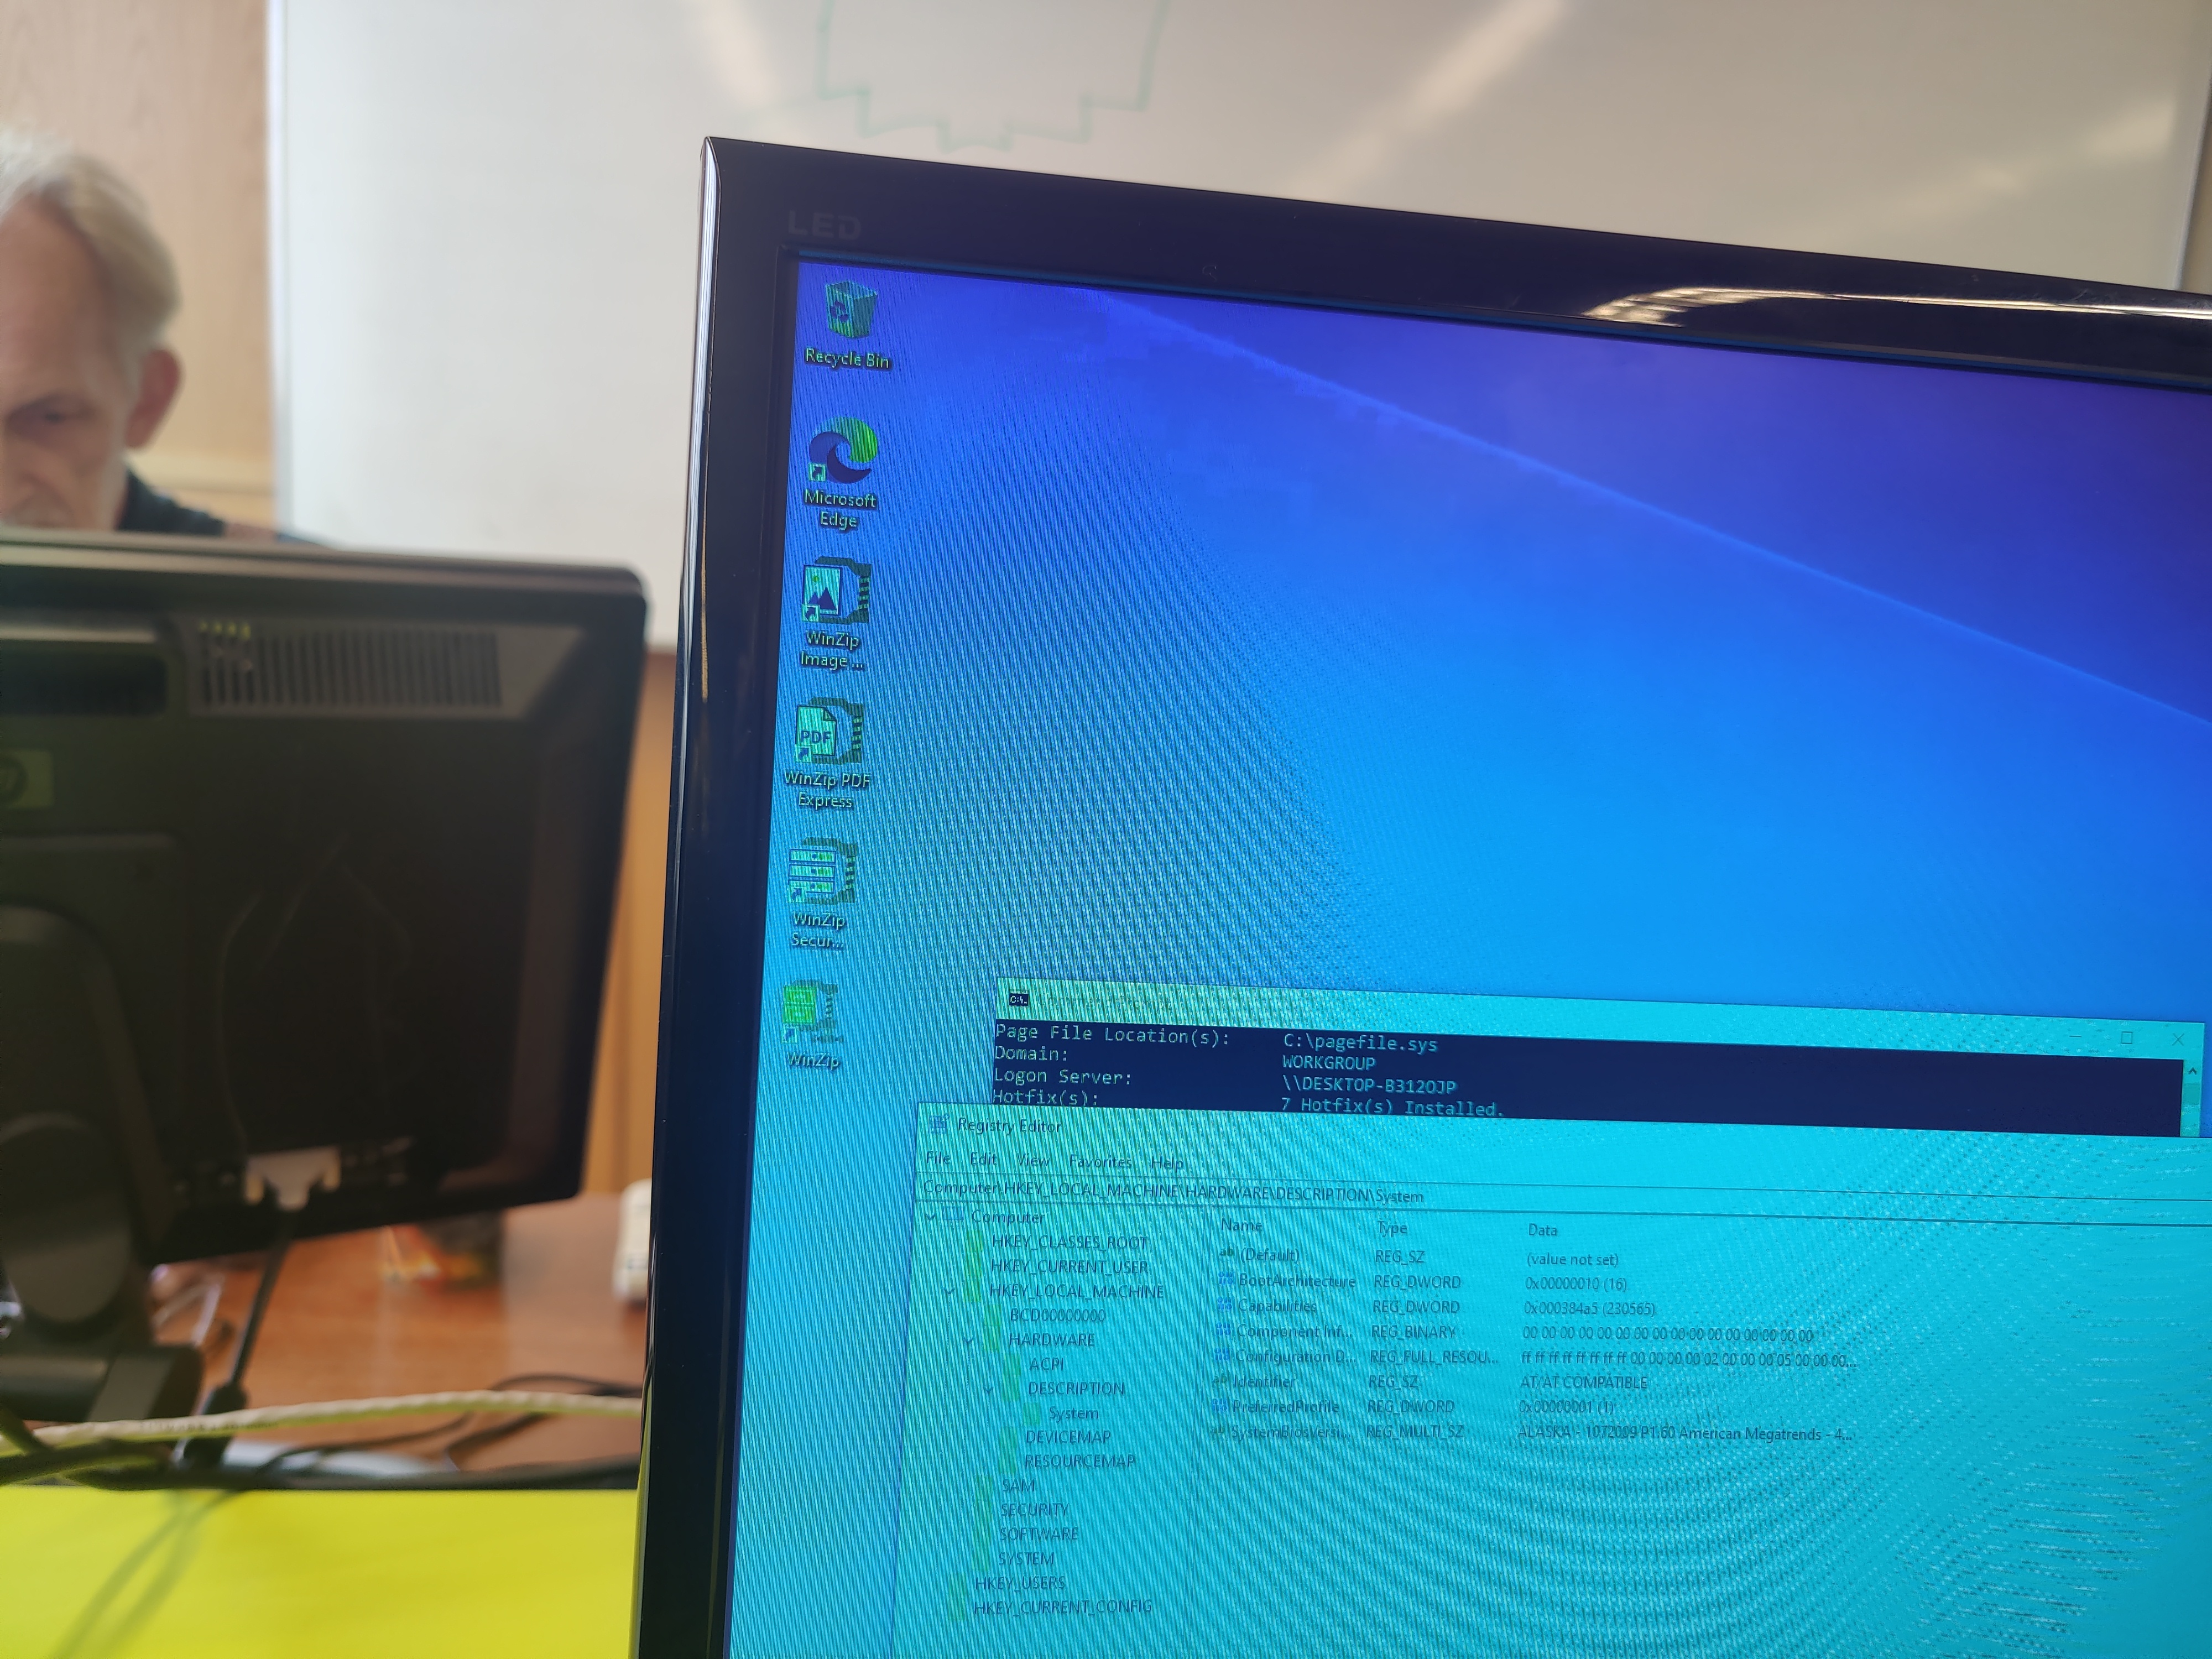 LED
Recycle Bin
Microsoft
Edge
WinZip
Image ...
PDF
WinZip PDF
Express
WinZip
Secur...
WinZip
C:\.
Command Prompt
Page File Location(s): C:\pagefile.sys
Domain: WORKGROUP
Logon Server: \\DESKTOP-B312OJP
Hotfix(s): 7 Hotfix(s) Installed.
Registry Editor
File Edit View Favorites Help
Computer\HKEY_LOCAL_MACHINE\HARDWARE\DESCRIPTION\System
Computer
HKEY_CLASSES_ROOT
HKEY_CURRENT_USER
HKEY_LOCAL_MACHINE
BCD00000000
HARDWARE
ACPI
DESCRIPTION
System
DEVICEMAP
RESOURCEMAP
SAM
SECURITY
SOFTWARE
SYSTEM
HKEY_USERS
HKEY_CURRENT_CONFIG
Name Type Data
ab (Default) REG_SZ (value not set)
BootArchitecture REG_DWORD 0x00000010 (16)
Capabilities REG_DWORD 0x000384a5 (230565)
Component Inf... REG_BINARY 00 00 00 00 00 00 00 00 00 00 00 00 00 00 00 00
Configuration D... REG_FULL_RESOU... ff ff ff ff ff ff ff ff 00 00 00 00 02 00 00 00 05 00 00 00...
ab Identifier REG_SZ AT/AT COMPATIBLE
PreferredProfile REG_DWORD 0x00000001 (1)
ab SystemBiosVersi... REG_MULTI_SZ ALASKA - 1072009 P1.60 American Megatrends - 4...